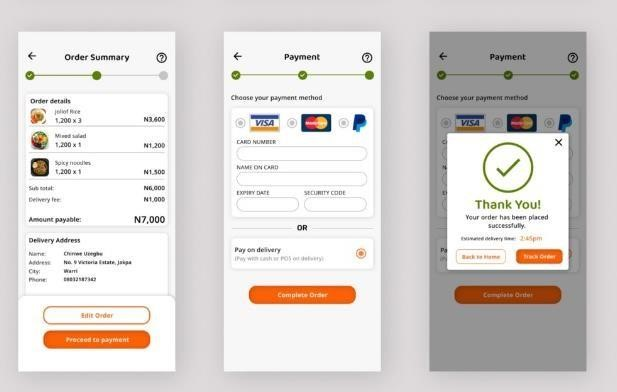 Order Summary
Order details
Jollof Rice
1,200 x 3 N3,600
Mixed salad
1,200 x 1 N1,200
Spicy noodles
1,200 x 1 N1,500
Sub total: N6,000
Delivery fee: N1,000
Amount payable: N7,000
Delivery Address
Name: Chinwe Uzegbu
Address: No. 9 Victoria Estate, Jakpa
City: Warri
Phone: 08032187342
Edit Order
Proceed to payment
Payment
Choose your payment method
VISA MasterCard
CARD NUMBER
NAME ON CARD
EXPIRY DATE SECURITY CODE
OR
Pay on delivery
(Pay with cash or POS on delivery)
Complete Order
Payment
Choose your payment method
VISA
Thank You!
Your order has been placed
successfully.
Estimated delivery time: 2:45pm
Back to Home Track Order
Complete Order